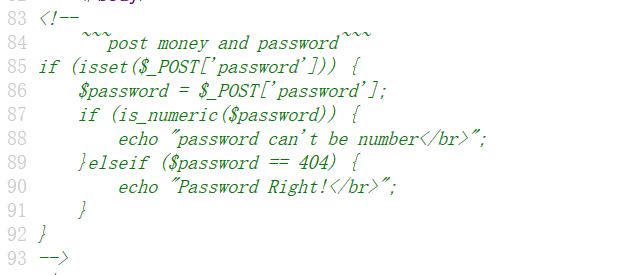 83 <!--
84 ~~~post money and password~~~
85 if (isset($_POST['password'])) {
86 $password = $_POST['password'];
87 if (is_numeric($password)) {
88 echo "password can't be number</br>";
89 }elseif ($password == 404) {
90 echo "Password Right!</br>";
91 }
92 }
93 -->